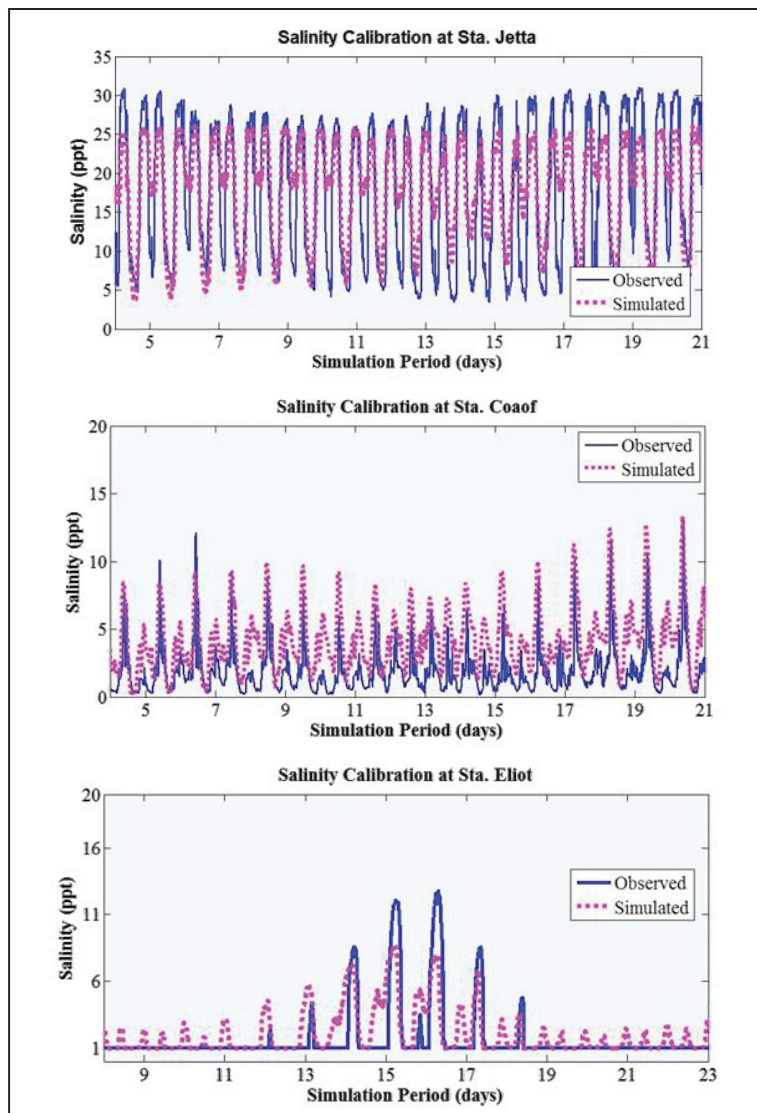 Salinity Calibration at Sta. Jetta
35
30
25
20
15
10
5
0
Salinity (ppt)
Observed
Simulated
5 7 9 11 13 15 17 19 21
Simulation Period (days)
Salinity Calibration at Sta. Coaof
20
15
10
5
0
Salinity (ppt)
Observed
Simulated
5 7 9 11 13 15 17 19 21
Simulation Period (days)
Salinity Calibration at Sta. Eliot
20
16
11
6
1
Salinity (ppt)
Observed
Simulated
9 11 13 15 17 19 21 23
Simulation Period (days)